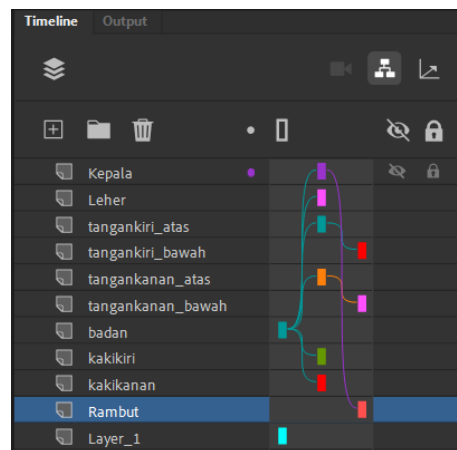 Timeline Output
Kepala
Leher
tangankiri_atas
tangankiri_bawah
tangankanan_atas
tangankanan_bawah
badan
kakikiri
kakikanan
Rambut
Layer_1